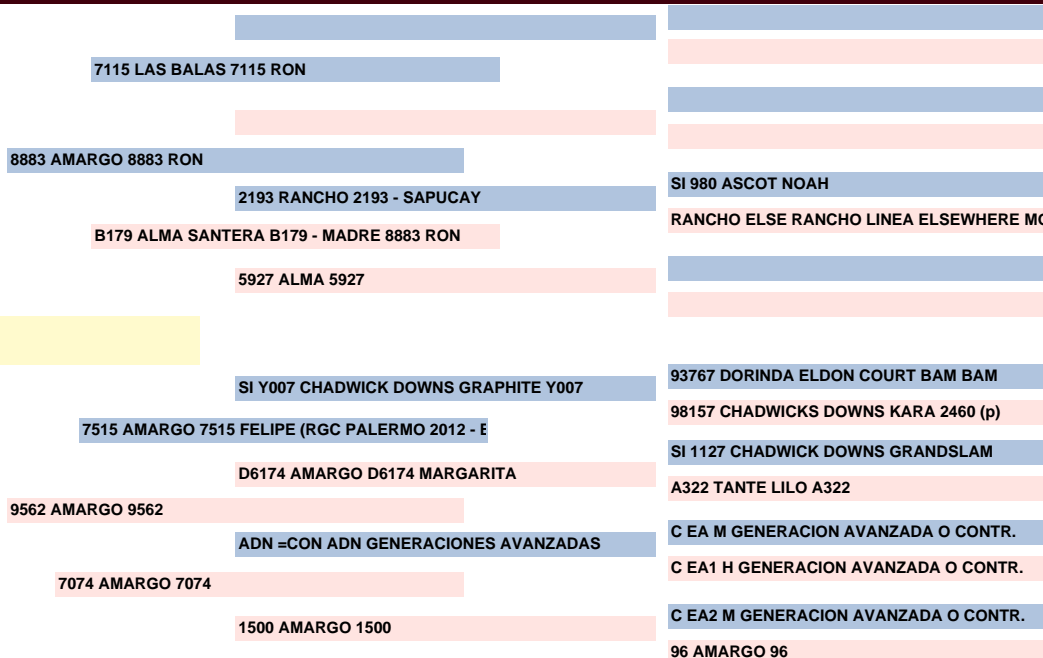 7115 LAS BALAS 7115 RON
8883 AMARGO 8883 RON
SI 980 ASCOT NOAH
2193 RANCHO 2193 - SAPUCAY
RANCHO ELSE RANCHO LINEA ELSEWHERE
B179 ALMA SANTERA B179 - MADRE 8883 RON
5927 ALMA 5927
93767 DORINDA ELDON COURT BAM BAM
SI Y007 CHADWICK DOWNS GRAPHITE Y007
98157 CHADWICKS DOWNS KARA 2460 (p)
7515 AMARGO 7515 FELIPE (RGC PALERMO 2012 -
SI 1127 CHADWICK DOWNS GRANDSLAM
D6174 AMARGO D6174 MARGARITA
A322 TANTE LILO A322
9562 AMARGO 9562
C EA M GENERACION AVANZADA O CONTR.
ADN =CON ADN GENERACIONES AVANZADAS
C EA1 H GENERACION AVANZADA O CONTR.
7074 AMARGO 7074
C EA2 M GENERACION AVANZADA O CONTR.
1500 AMARGO 1500
96 AMARGO 96